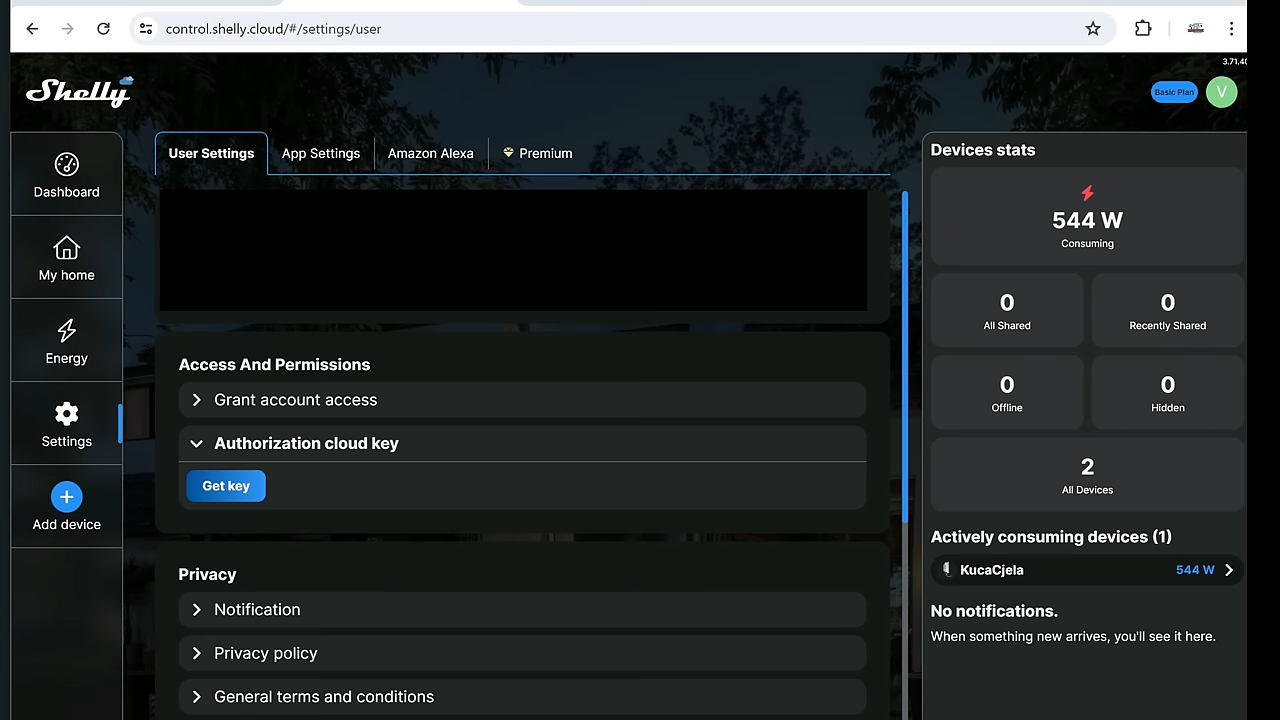 control.shelly.cloud/#/settings/user
3.71.40
Shelly
Basic Plan
V
Dashboard
My home
Energy
Settings
Add device
User Settings
App Settings
Amazon Alexa
Premium
Access And Permissions
Grant account access
Authorization cloud key
Get key
Privacy
Notification
Privacy policy
General terms and conditions
Devices stats
544 W
Consuming
0
All Shared
0
Recently Shared
0
Offline
0
Hidden
2
All Devices
Actively consuming devices (1)
KucaCjela 544 W
No notifications.
When something new arrives, you'll see it here.